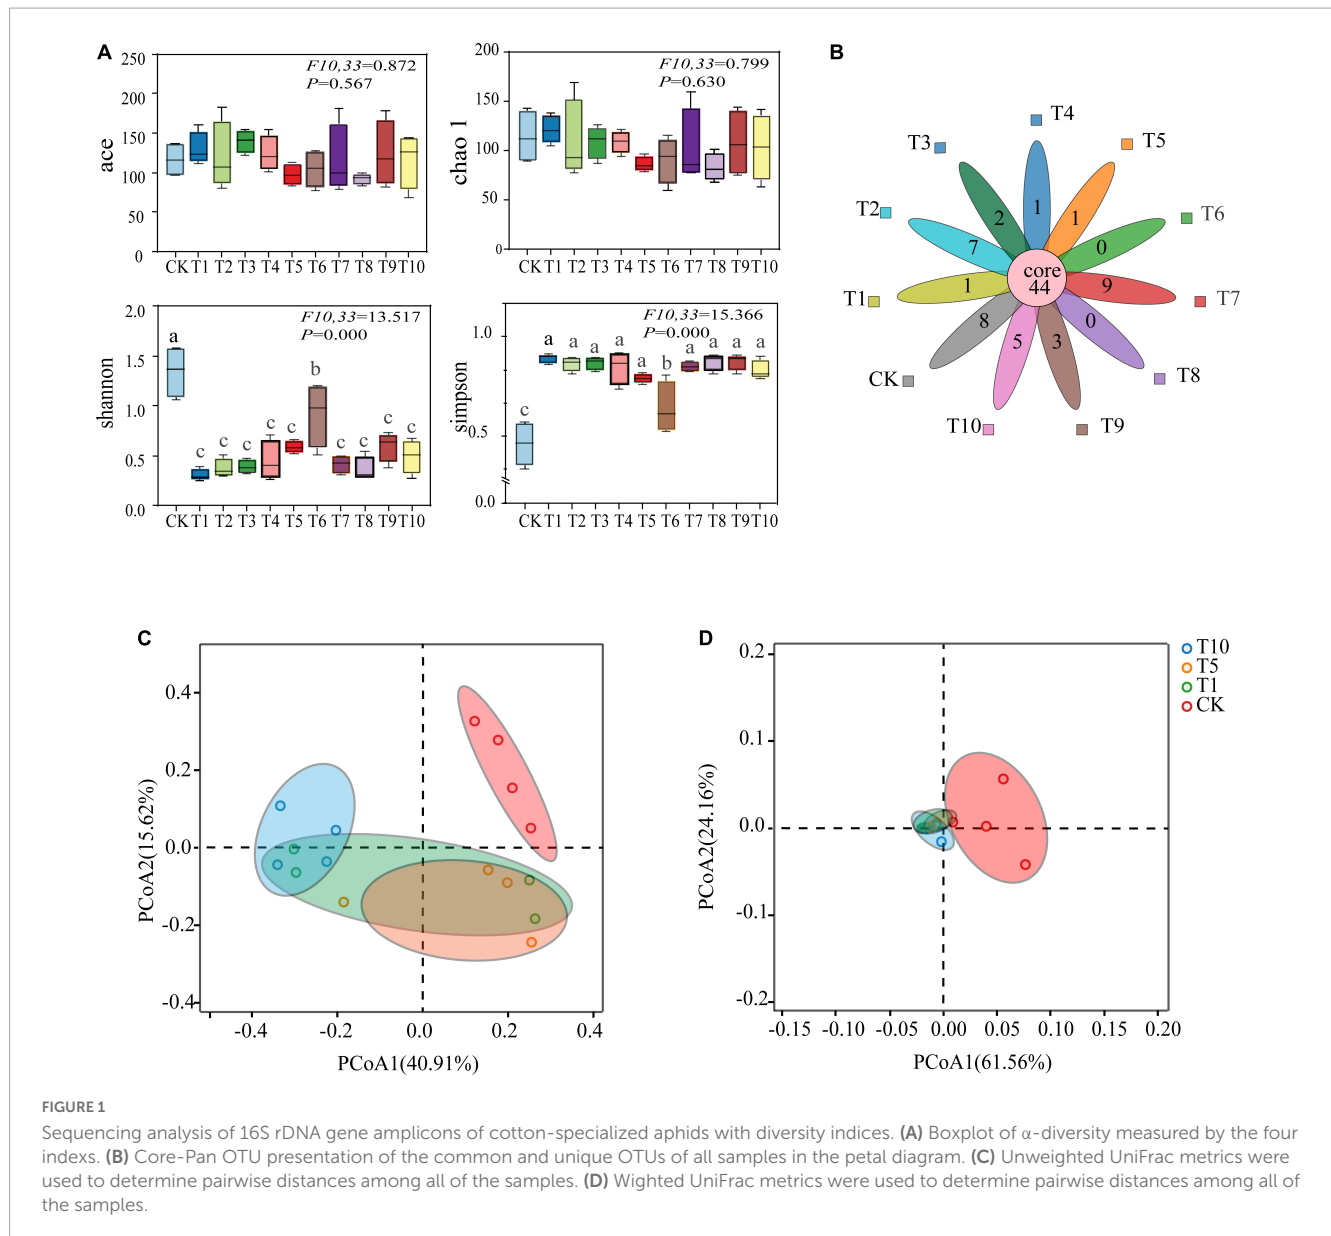 A
250
200
150
100
50
0
ace
F10,33=0.872
P=0.567
CK T1 T2 T3 T4 T5 T6 T7 T8 T9 T10
200
150
100
50
0
chao 1
F10,33=0.799
P=0.630
CK T1 T2 T3 T4 T5 T6 T7 T8 T9 T10
2.0
1.5
1.0
0.5
0.0
shannon
F10,33=13.517
P=0.000
a
c c c c c b c c c c
CK T1 T2 T3 T4 T5 T6 T7 T8 T9 T10
1.0
0.5
0.0
simpson
F10,33=15.366
P=0.000
c a a a a a b a a a a
CK T1 T2 T3 T4 T5 T6 T7 T8 T9 T10
B
T4
T3
T5
T2
T6
T1
T7
CK
T8
T10
T9
1
2
1
7
0
core
44
1
9
8
0
5
3
C
0.4
0.2
0.0
-0.2
-0.4
PCoA2(15.62%)
-0.4 -0.2 0.0 0.2 0.4
PCoA1(40.91%)
D
0.2
0.1
0.0
-0.1
-0.2
PCoA2(24.16%)
-0.15 -0.10 -0.05 0.00 0.05 0.10 0.15 0.20
PCoA1(61.56%)
T10
T5
T1
CK
FIGURE 1
Sequencing analysis of 16S rDNA gene amplicons of cotton-specialized aphids with diversity indices. (A) Boxplot of α-diversity measured by the four
indexs. (B) Core-Pan OTU presentation of the common and unique OTUs of all samples in the petal diagram. (C) Unweighted UniFrac metrics were
used to determine pairwise distances among all of the samples. (D) Wighted UniFrac metrics were used to determine pairwise distances among all of
the samples.